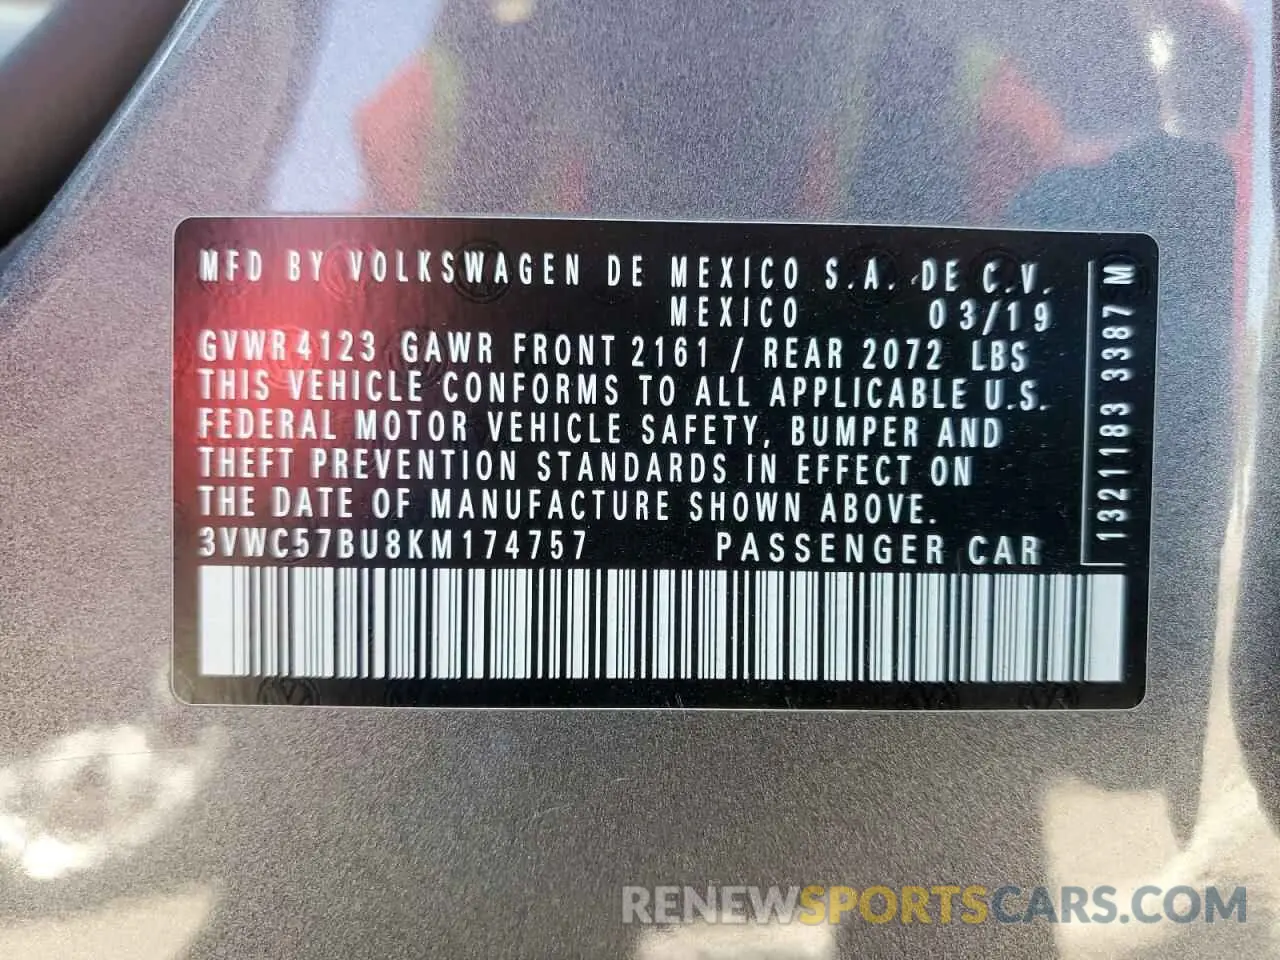 MFD BY VOLKSWAGEN DE MEXICO S.A. DE C.V.
MEXICO 03/19
GVWR 4123 GAWR FRONT 2161 / REAR 2072 LBS
THIS VEHICLE CONFORMS TO ALL APPLICABLE U.S.
FEDERAL MOTOR VEHICLE SAFETY, BUMPER AND
THEFT PREVENTION STANDARDS IN EFFECT ON
THE DATE OF MANUFACTURE SHOWN ABOVE.
3VWC57BU8KM174757 PASSENGER CAR
1321183 3387 M
RENEWSPORTSCARS.COM